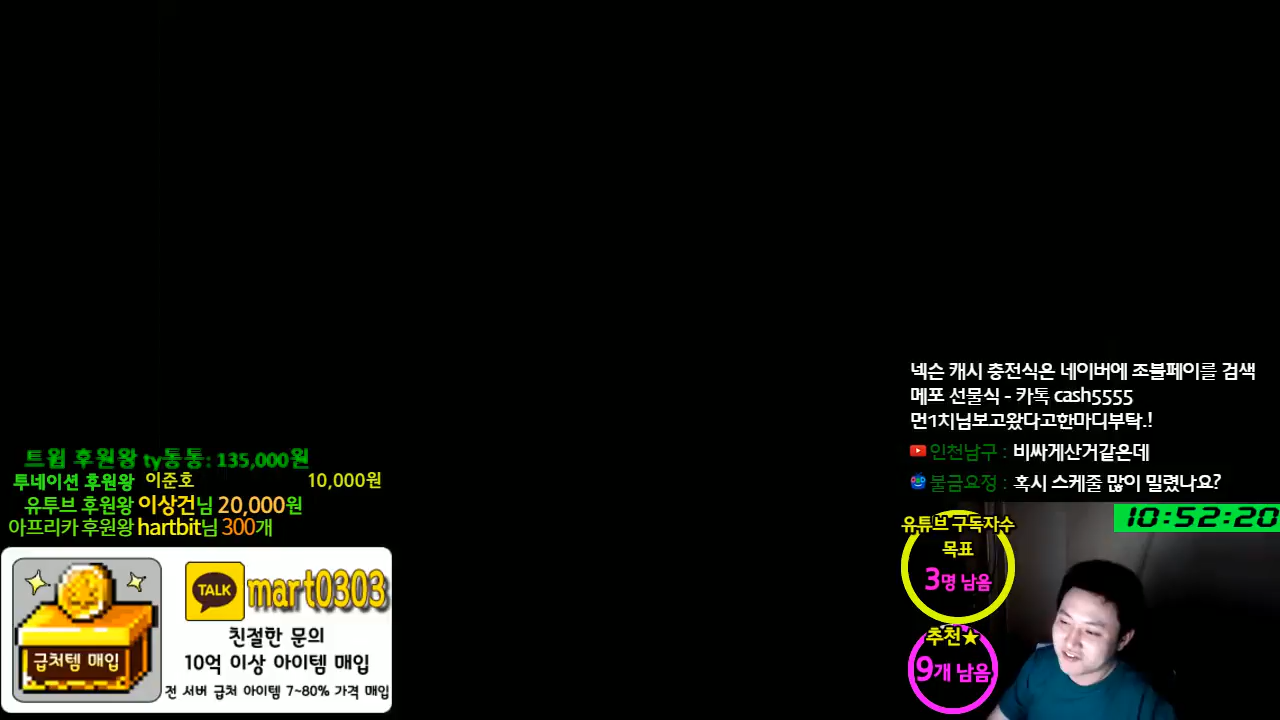 넥슨 캐시 충전식은 네이버에 조블페이를 검색
메포 선물식 - 카톡 cash5555
먼1치님보고왔다고한마디부탁.!
인천남구 : 비싸게산거같은데
불금요정 : 혹시 스케줄 많이 밀렸나요?
트윕 후원왕 ty통통: 135,000원
투네이션 후원왕 이준호 10,000원
유투브 후원왕 이상건님 20,000원
아프리카 후원왕 hartbit님 300개
10:52:20
유튜브 구독자수
목표
3명 남음
추천★
9개 남음
급처템 매입
TALK mart0303
친절한 문의
10억 이상 아이템 매입
전 서버 급처 아이템 7~80% 가격 매입